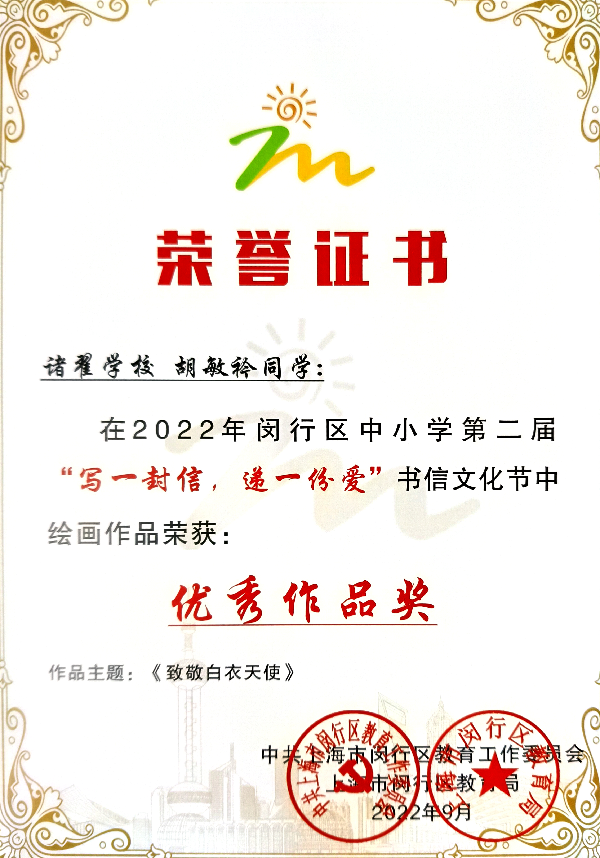 荣誉证书
诸翟学校 胡敏衿同学:
在2022年闵行区中小学第二届
“写一封信，递一份爱”书信文化节中
绘画作品荣获：
优秀作品奖
作品主题：《致敬白衣天使》
中共上海市闵行区教育工作委员会
上海市闵行区教育局
2022年9月
中共上海市闵行区教育工作委员会
上海市闵行区教育局